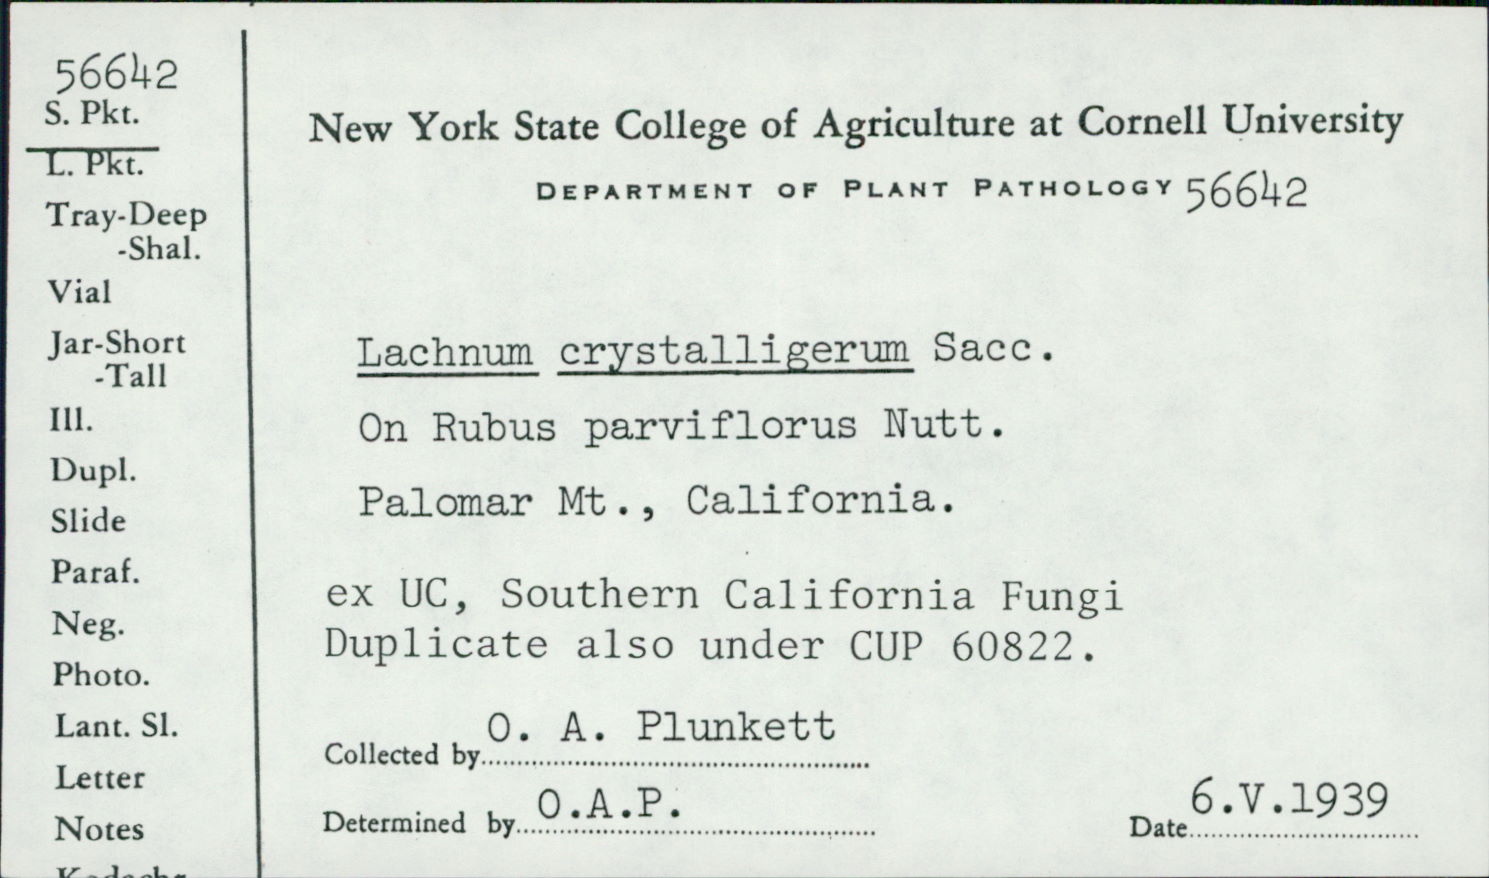 56642
S. Pkt.
L. Pkt.
Tray-Deep
-Shal.
Vial
Jar-Short
-Tall
Ill.
Dupl.
Slide
Paraf.
Neg.
Photo.
Lant. Sl.
Letter
Notes
New York State College of Agriculture at Cornell University
DEPARTMENT OF PLANT PATHOLOGY 56642
Lachnum crystalligerum Sacc.
On Rubus parviflorus Nutt.
Palomar Mt., California.
ex UC, Southern California Fungi
Duplicate also under CUP 60822.
Collected by O. A. Plunkett
Determined by O.A.P.
Date 6.V.1939